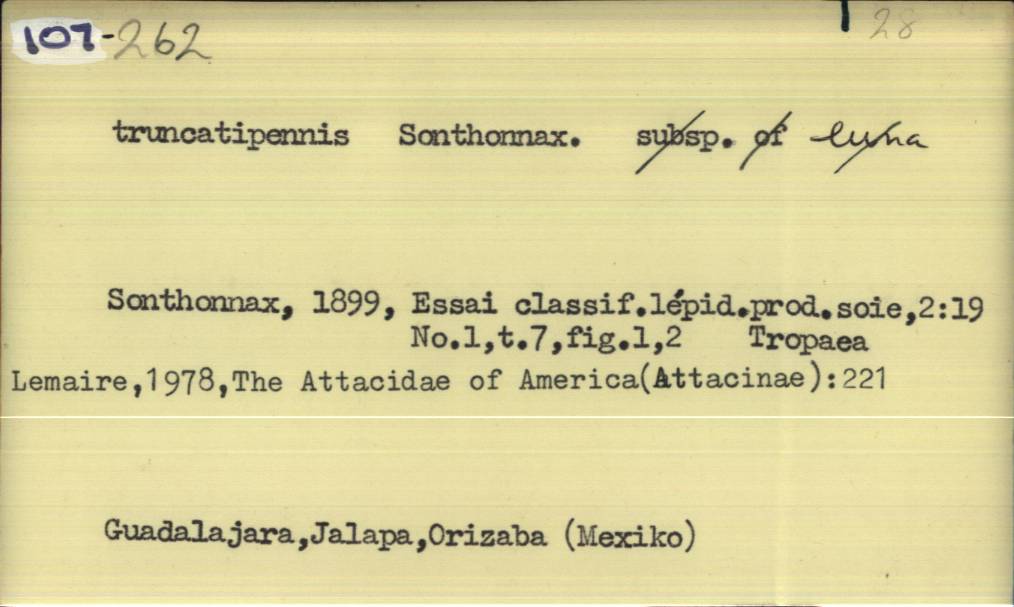 107-262 28
truncatipennis Sonthonnax. subsp. of luna
Sonthonnax, 1899, Essai classif.lépid.prod.soie,2:19
No.1,t.7,fig.1,2 Tropaea
Lemaire,1978,The Attacidae of America(Attacinae):221
Guadalajara,Jalapa,Orizaba (Mexiko)